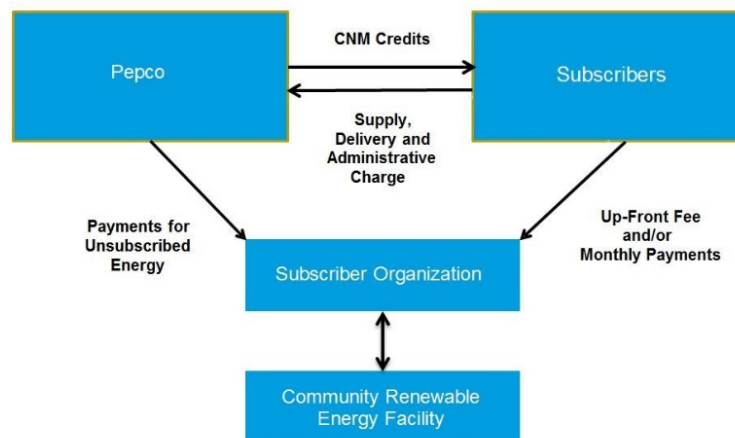 CNM Credits
Pepco
Subscribers
Supply,
Delivery and
Administrative
Charge
Payments for
Unsubscribed
Energy
Up-Front Fee
and/or
Monthly Payments
Subscriber Organization
Community Renewable
Energy Facility